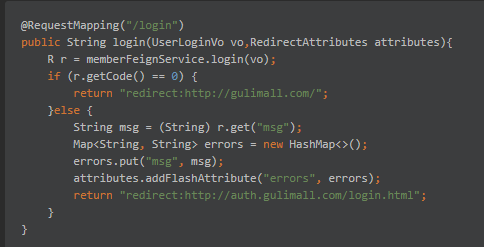 @RequestMapping("/login")
public String login(UserLoginVo vo,RedirectAttributes attributes){
    R r = memberFeignService.login(vo);
    if (r.getCode() == 0) {
        return "redirect:http://gulimall.com/";
    }else {
        String msg = (String) r.get("msg");
        Map<String, String> errors = new HashMap<>();
        errors.put("msg", msg);
        attributes.addFlashAttribute("errors", errors);
        return "redirect:http://auth.gulimall.com/login.html";
    }
}